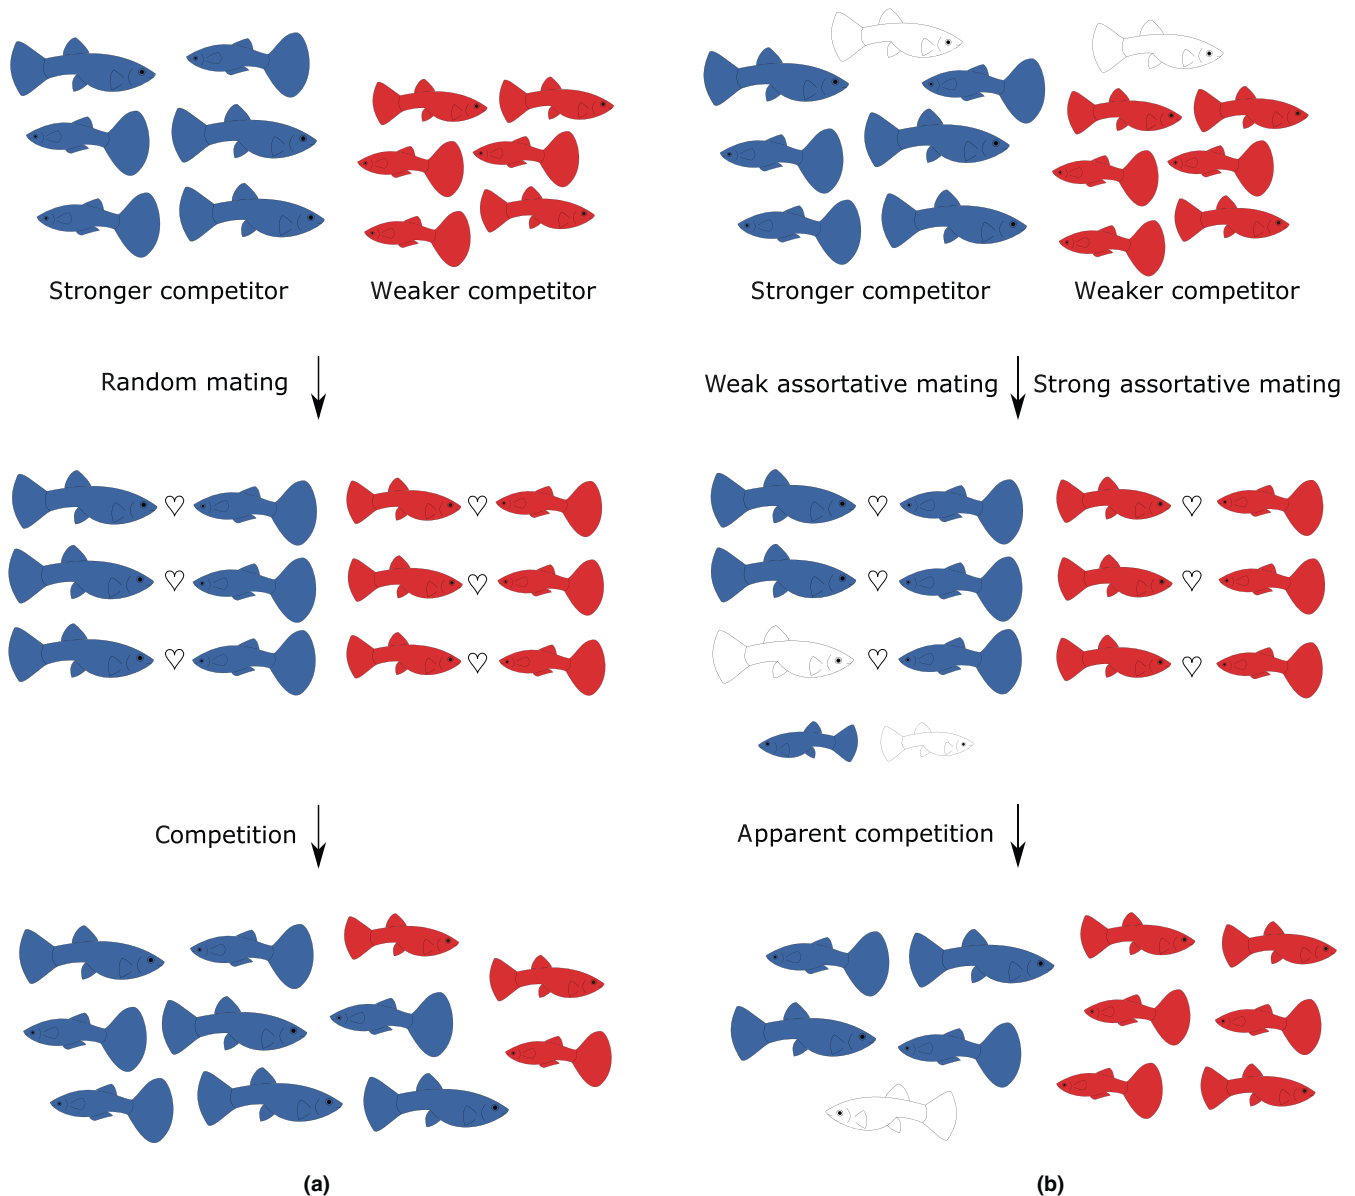 Stronger competitor
Weaker competitor
Random mating
Competition
(a)
Stronger competitor
Weaker competitor
Weak assortative mating
Strong assortative mating
Apparent competition
(b)